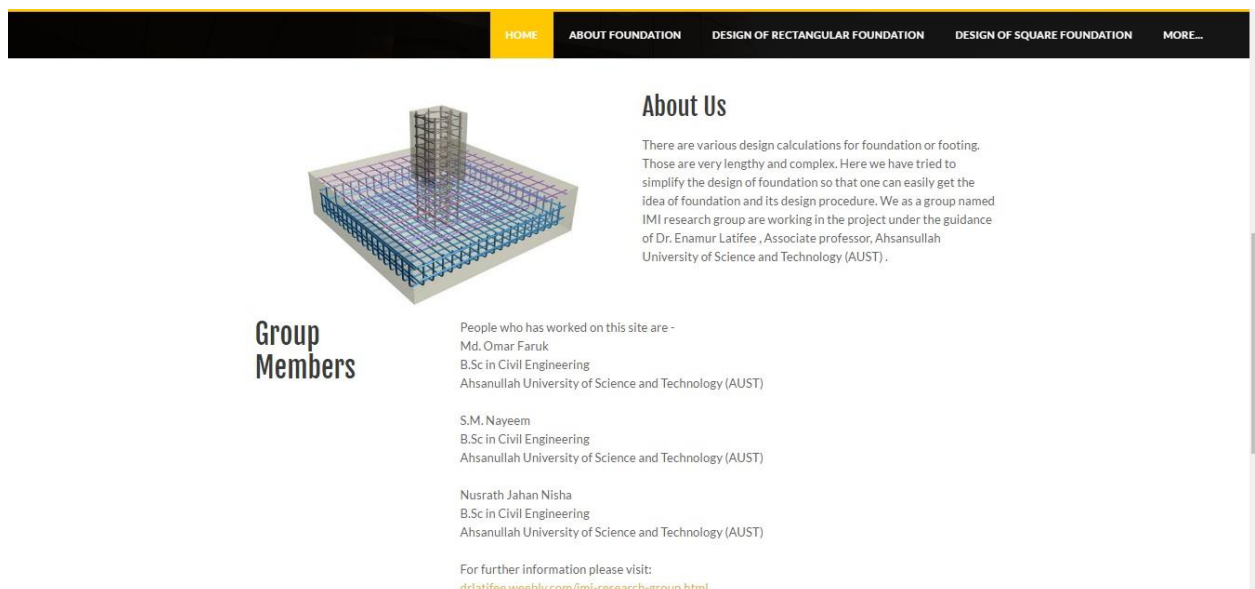 HOME ABOUT FOUNDATION DESIGN OF RECTANGULAR FOUNDATION DESIGN OF SQUARE FOUNDATION MORE...
About Us
There are various design calculations for foundation or footing.
Those are very lengthy and complex. Here we have tried to
simplify the design of foundation so that one can easily get the
idea of foundation and its design procedure. We as a group named
IMI research group are working in the project under the guidance
of Dr. Enamur Latifee , Associate professor, Ahsansullah
University of Science and Technology (AUST) .
Group
Members
People who has worked on this site are -
Md. Omar Faruk
B.Sc in Civil Engineering
Ahsanullah University of Science and Technology (AUST)
S.M. Nayeem
B.Sc in Civil Engineering
Ahsanullah University of Science and Technology (AUST)
Nusrath Jahan Nisha
B.Sc in Civil Engineering
Ahsanullah University of Science and Technology (AUST)
For further information please visit:
drlatifee.weebly.com/imi-research-group.html